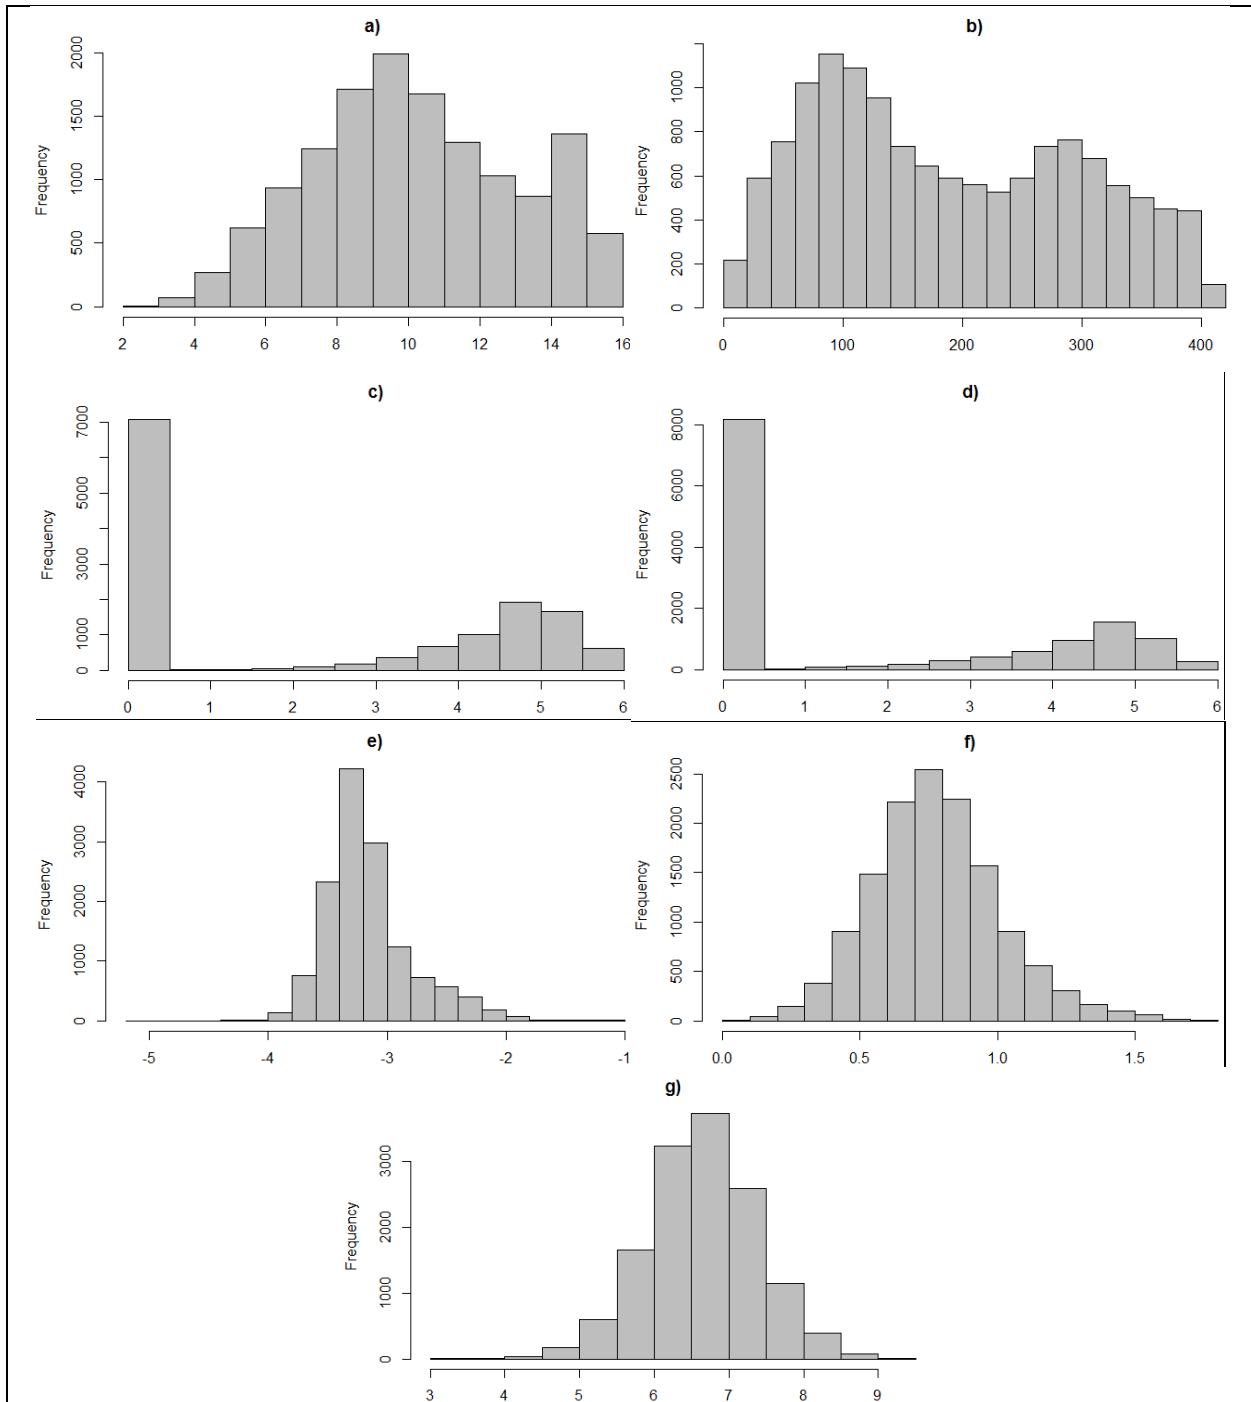 a)
Frequency
0 500 1000 1500 2000
2 4 6 8 10 12 14 16
b)
Frequency
0 200 400 600 800 1000
0 100 200 300 400
c)
Frequency
0 1000 3000 5000 7000
0 1 2 3 4 5 6
d)
Frequency
0 2000 4000 6000 8000
0 1 2 3 4 5 6
e)
Frequency
0 1000 2000 3000 4000
-5 -4 -3 -2 -1
f)
Frequency
0 500 1000 1500 2000 2500
0.0 0.5 1.0 1.5
g)
Frequency
0 1000 2000 3000
3 4 5 6 7 8 9